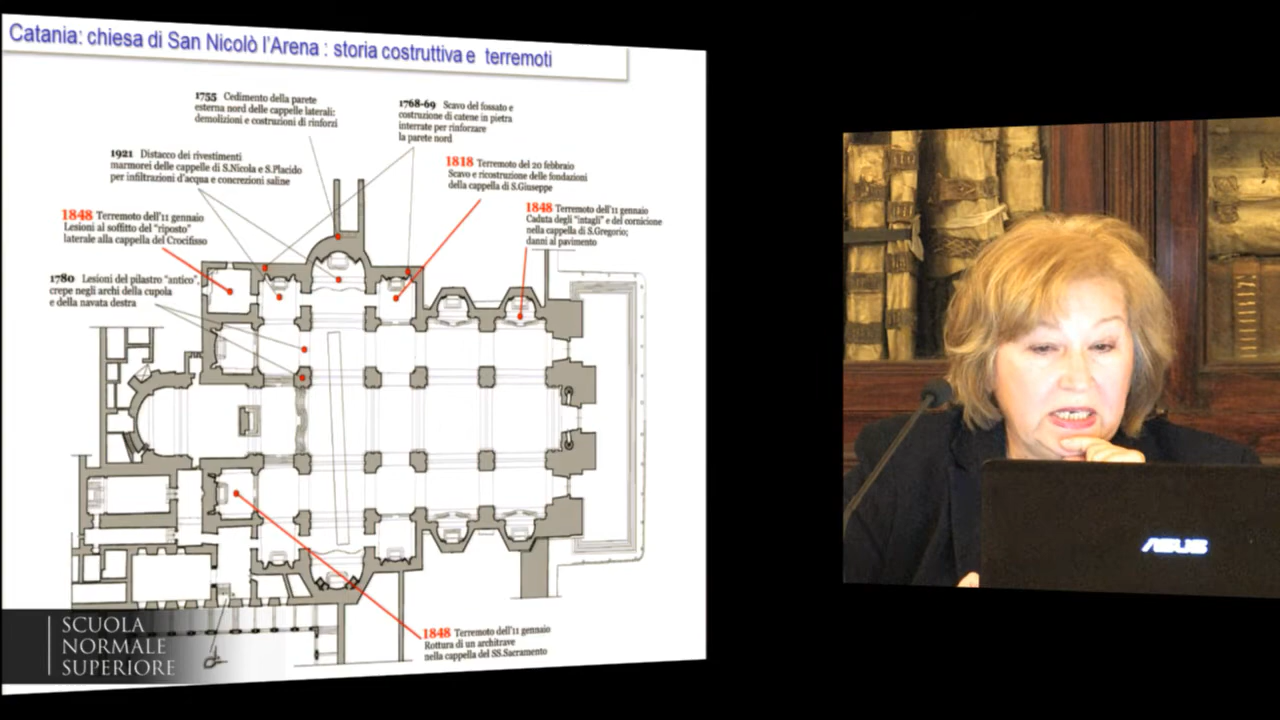 Catania: chiesa di San Nicolò l'Arena : storia costruttiva e terremoti
1755 Cedimento della parete
esterna nord delle cappelle laterali:
demolizioni e costruzioni di rinforzi
1768-69 Scavo del fossato e
costruzione di catene in pietra
interrate per rinforzare
la parete nord
1921 Distacco dei rivestimenti
marmorei delle cappelle di S.Nicola e S.Placido
per infiltrazioni d'acqua e concrezioni saline
1818 Terremoto del 20 febbraio
Scavo e ricostruzione delle fondazioni
della cappella di S.Giuseppe
1848 Terremoto dell'11 gennaio
Lesioni al soffitto del "riposto"
laterale alla cappella del Crocifisso
1848 Terremoto dell'11 gennaio
Caduta degli "intagli" e del cornicione
nella cappella di S.Gregorio;
danni al pavimento
1780 Lesioni del pilastro "antico",
crepe negli archi della cupola
e della navata destra
1848 Terremoto dell'11 gennaio
Rottura di un architrave
nella cappella del SS.Sacramento
SCUOLA
NORMALE
SUPERIORE
ASUS